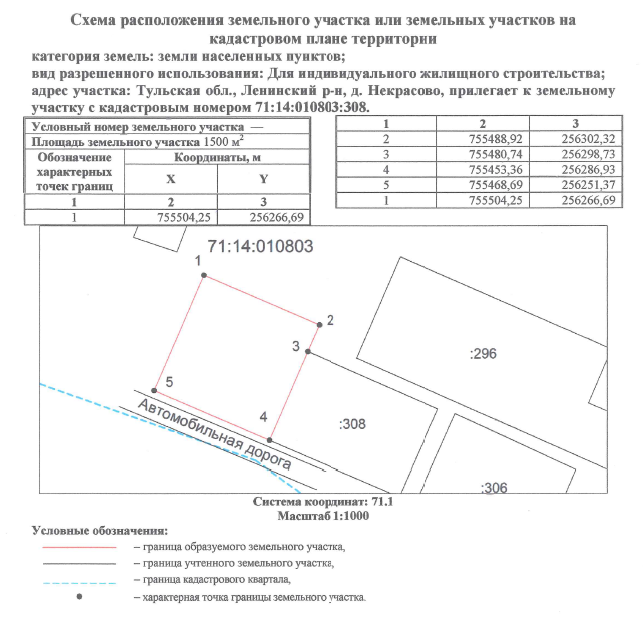 Схема расположения земельного участка или земельных участков на
кадастровом плане территории
категория земель: земли населенных пунктов;
вид разрешенного использования: Для индивидуального жилищного строительства;
адрес участка: Тульская обл., Ленинский р-н, д. Некрасово, прилегает к земельному
участку с кадастровым номером 71:14:010803:308.
Условный номер земельного участка —
Площадь земельного участка 1500 м²
Обозначение характерных точек границ Координаты, м
X Y
1 2 3
1 755504,25 256266,69
1 2 3
2 755488,92 256302,32
3 755480,74 256298,73
4 755453,36 256286,93
5 755468,69 256251,37
1 755504,25 256266,69
71:14:010803
1
2
3
:296
5
4
:308
Автомобильная дорога
:306
Система координат: 71.1
Масштаб 1:1000
Условные обозначения:
– граница образуемого земельного участка,
– граница учтенного земельного участка,
– граница кадастрового квартала,
– характерная точка границы земельного участка.